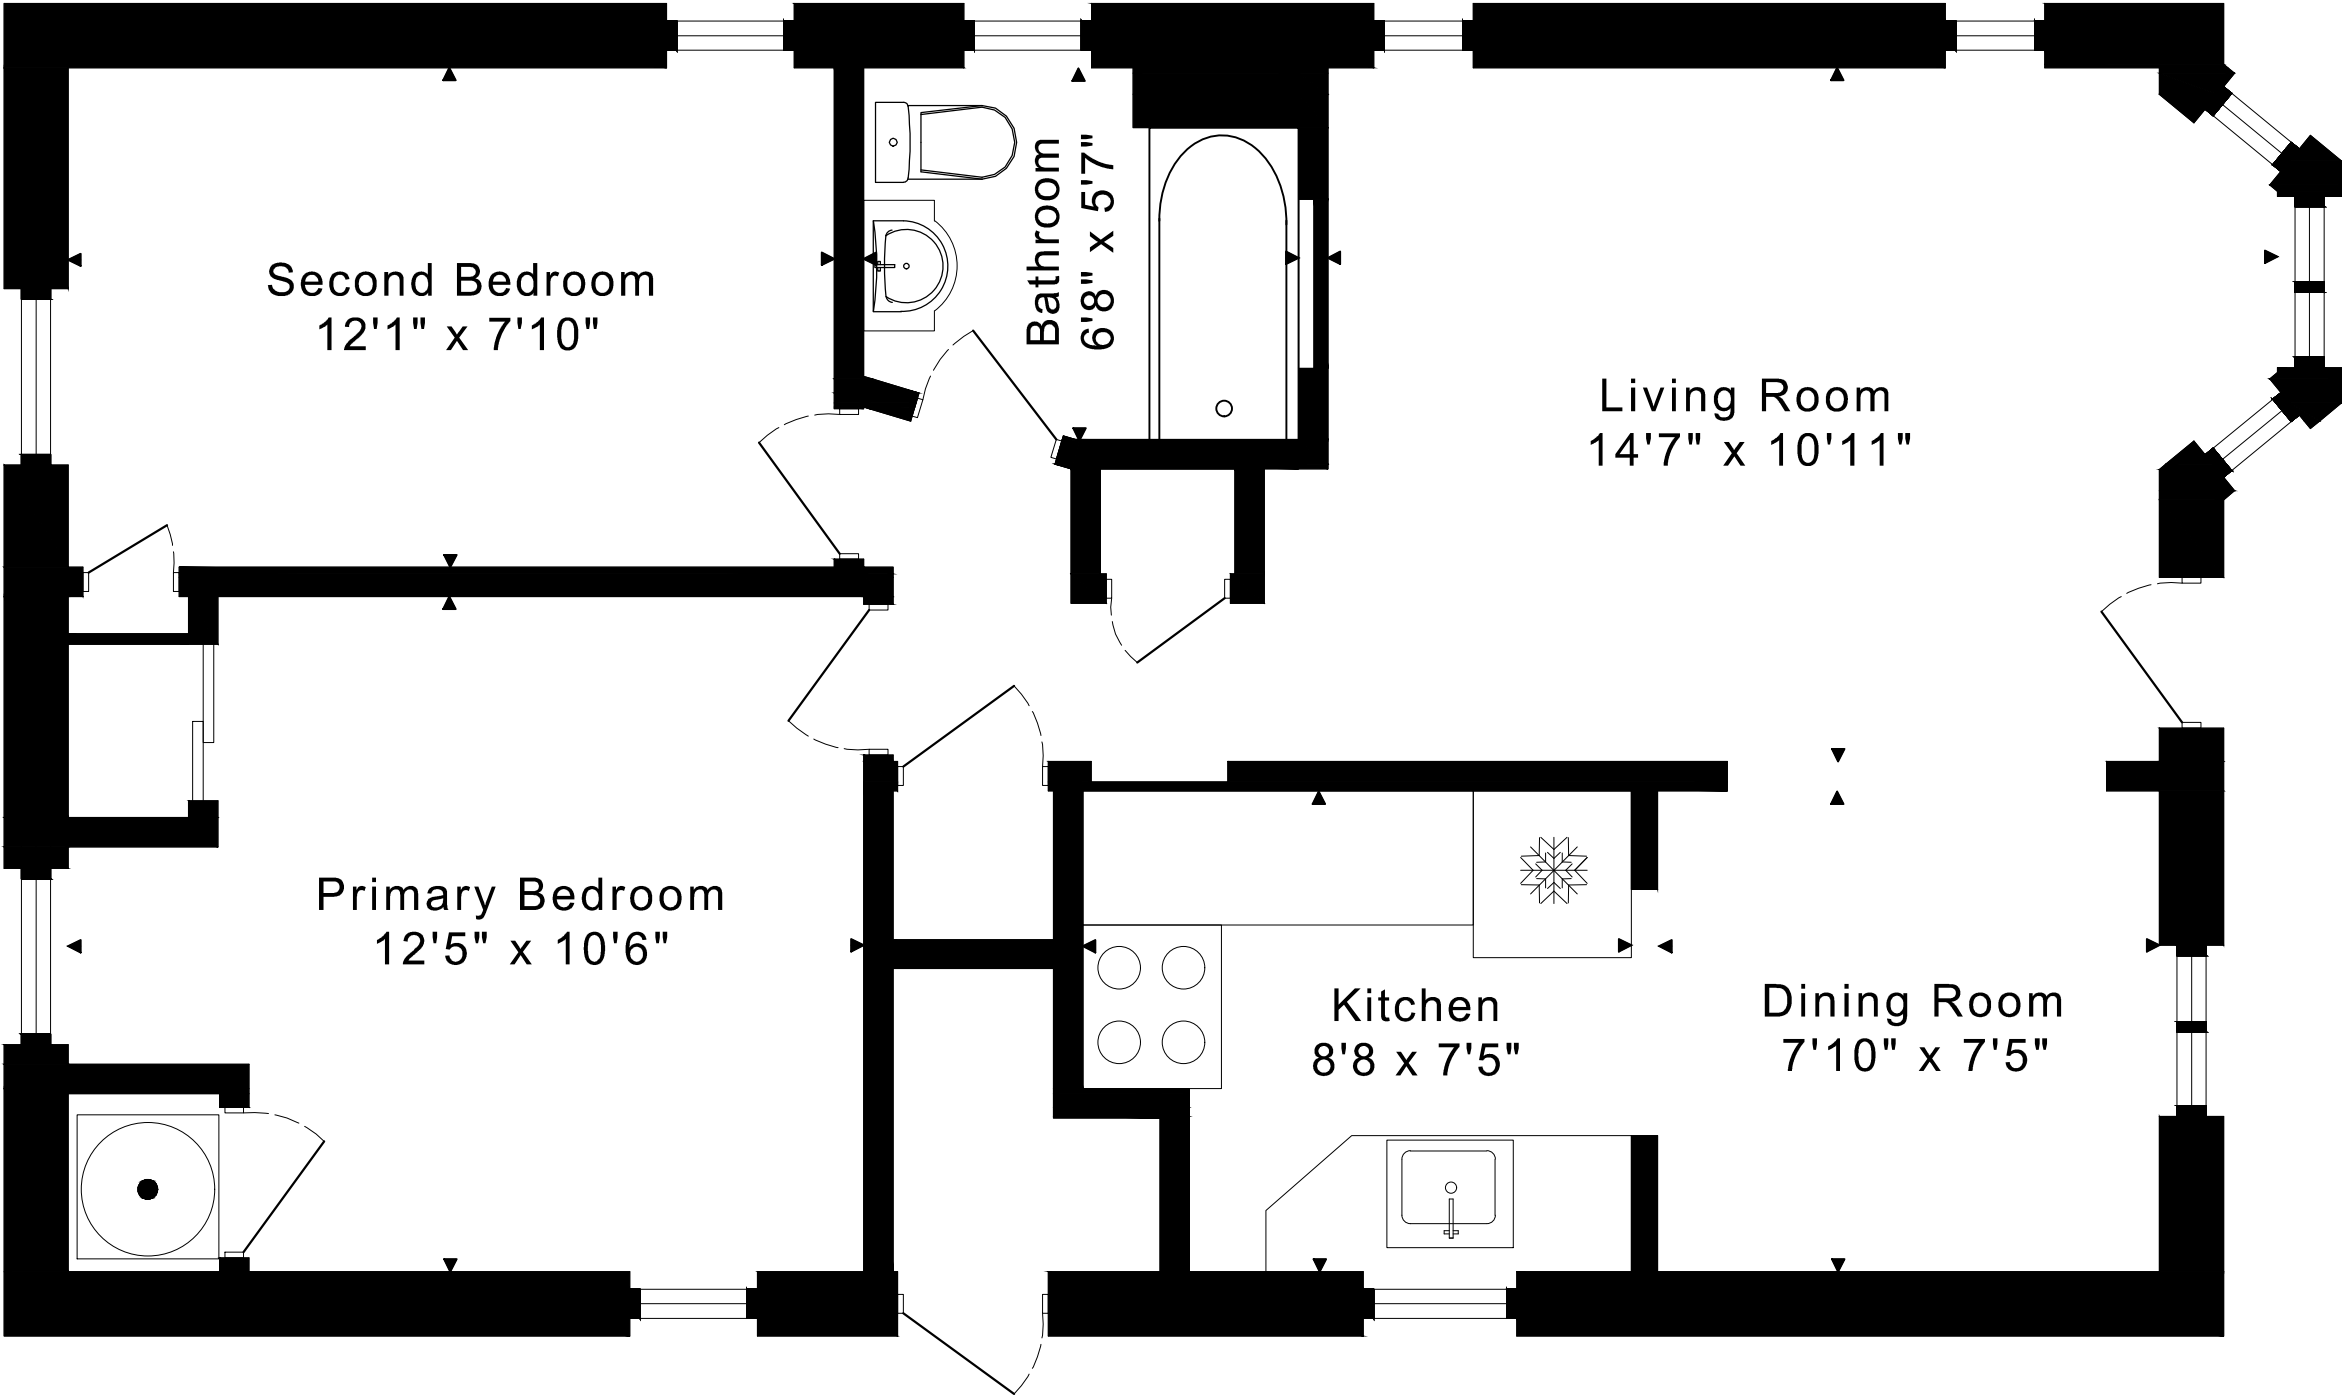 Second Bedroom
12'1" x 7'10"
Bathroom
6'8" x 5'7"
Living Room
14'7" x 10'11"
Primary Bedroom
12'5" x 10'6"
Kitchen
8'8 x 7'5"
Dining Room
7'10" x 7'5"